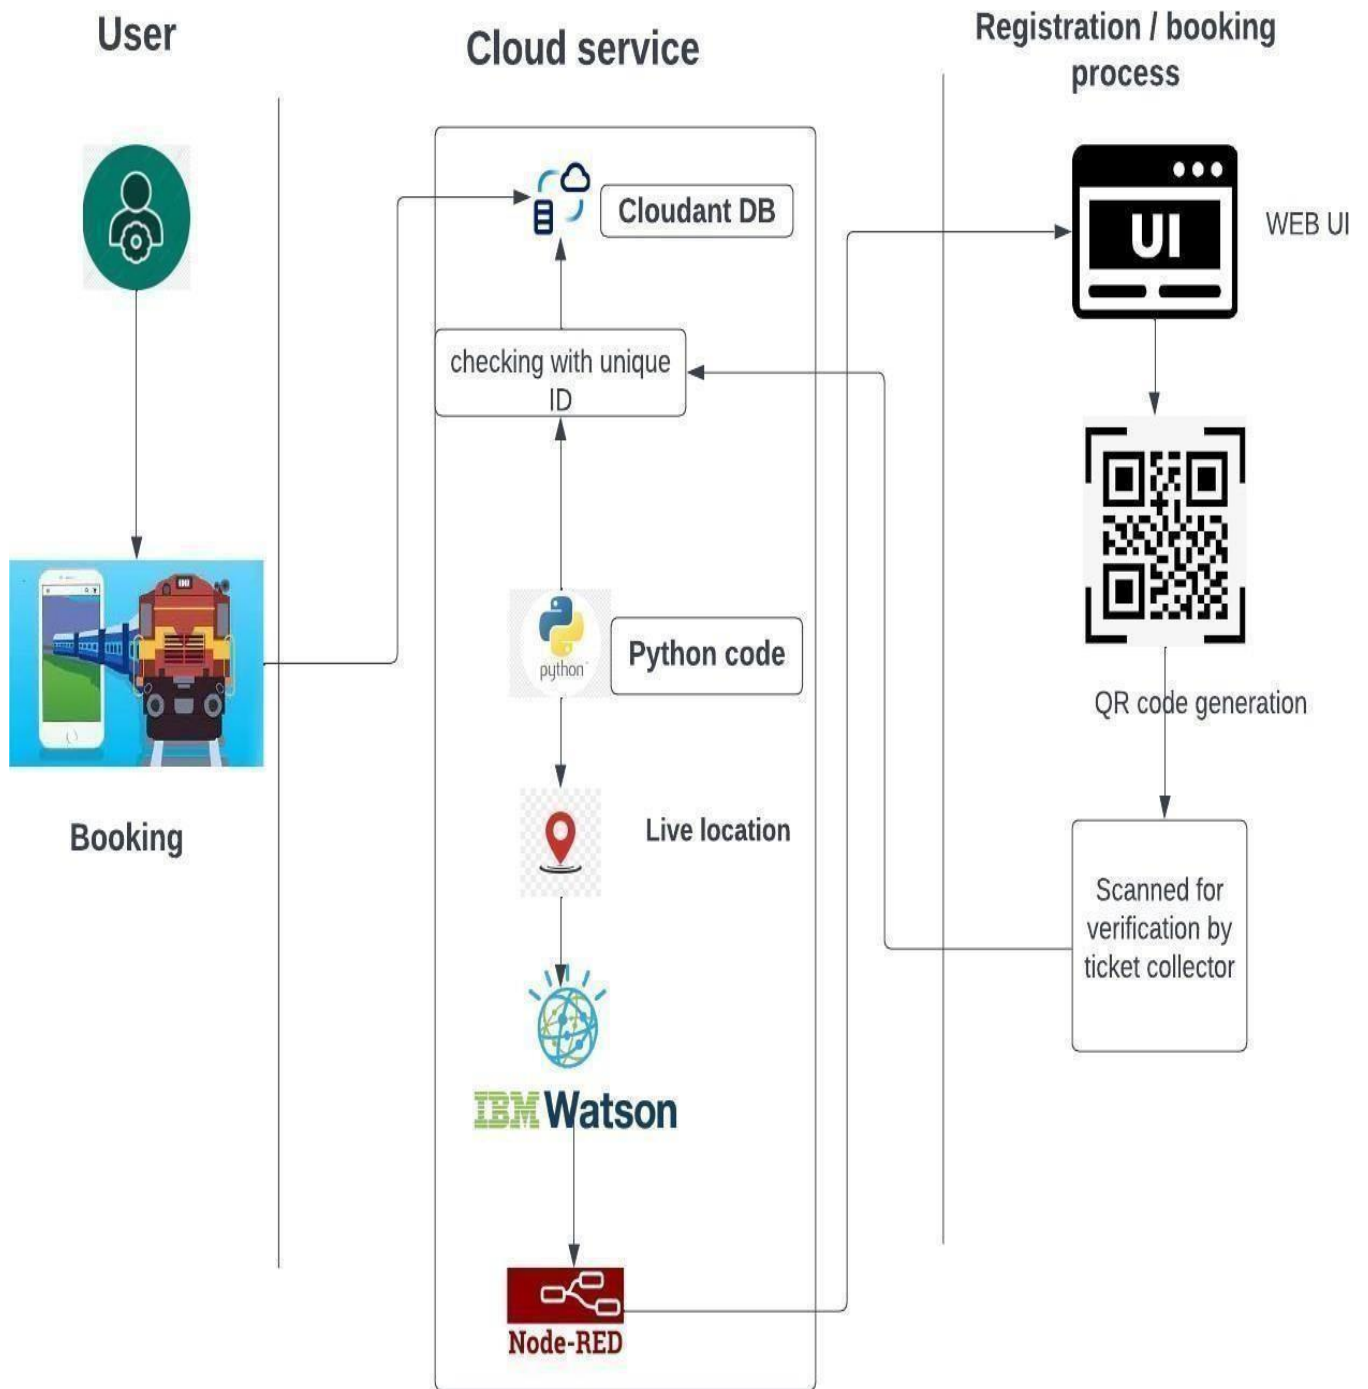 User
Cloud service
Registration / booking
process
Cloudant DB
UI
WEB UI
checking with unique
ID
python
Python code
QR code generation
Booking
Live location
Scanned for
verification by
ticket collector
IBM Watson
Node-RED